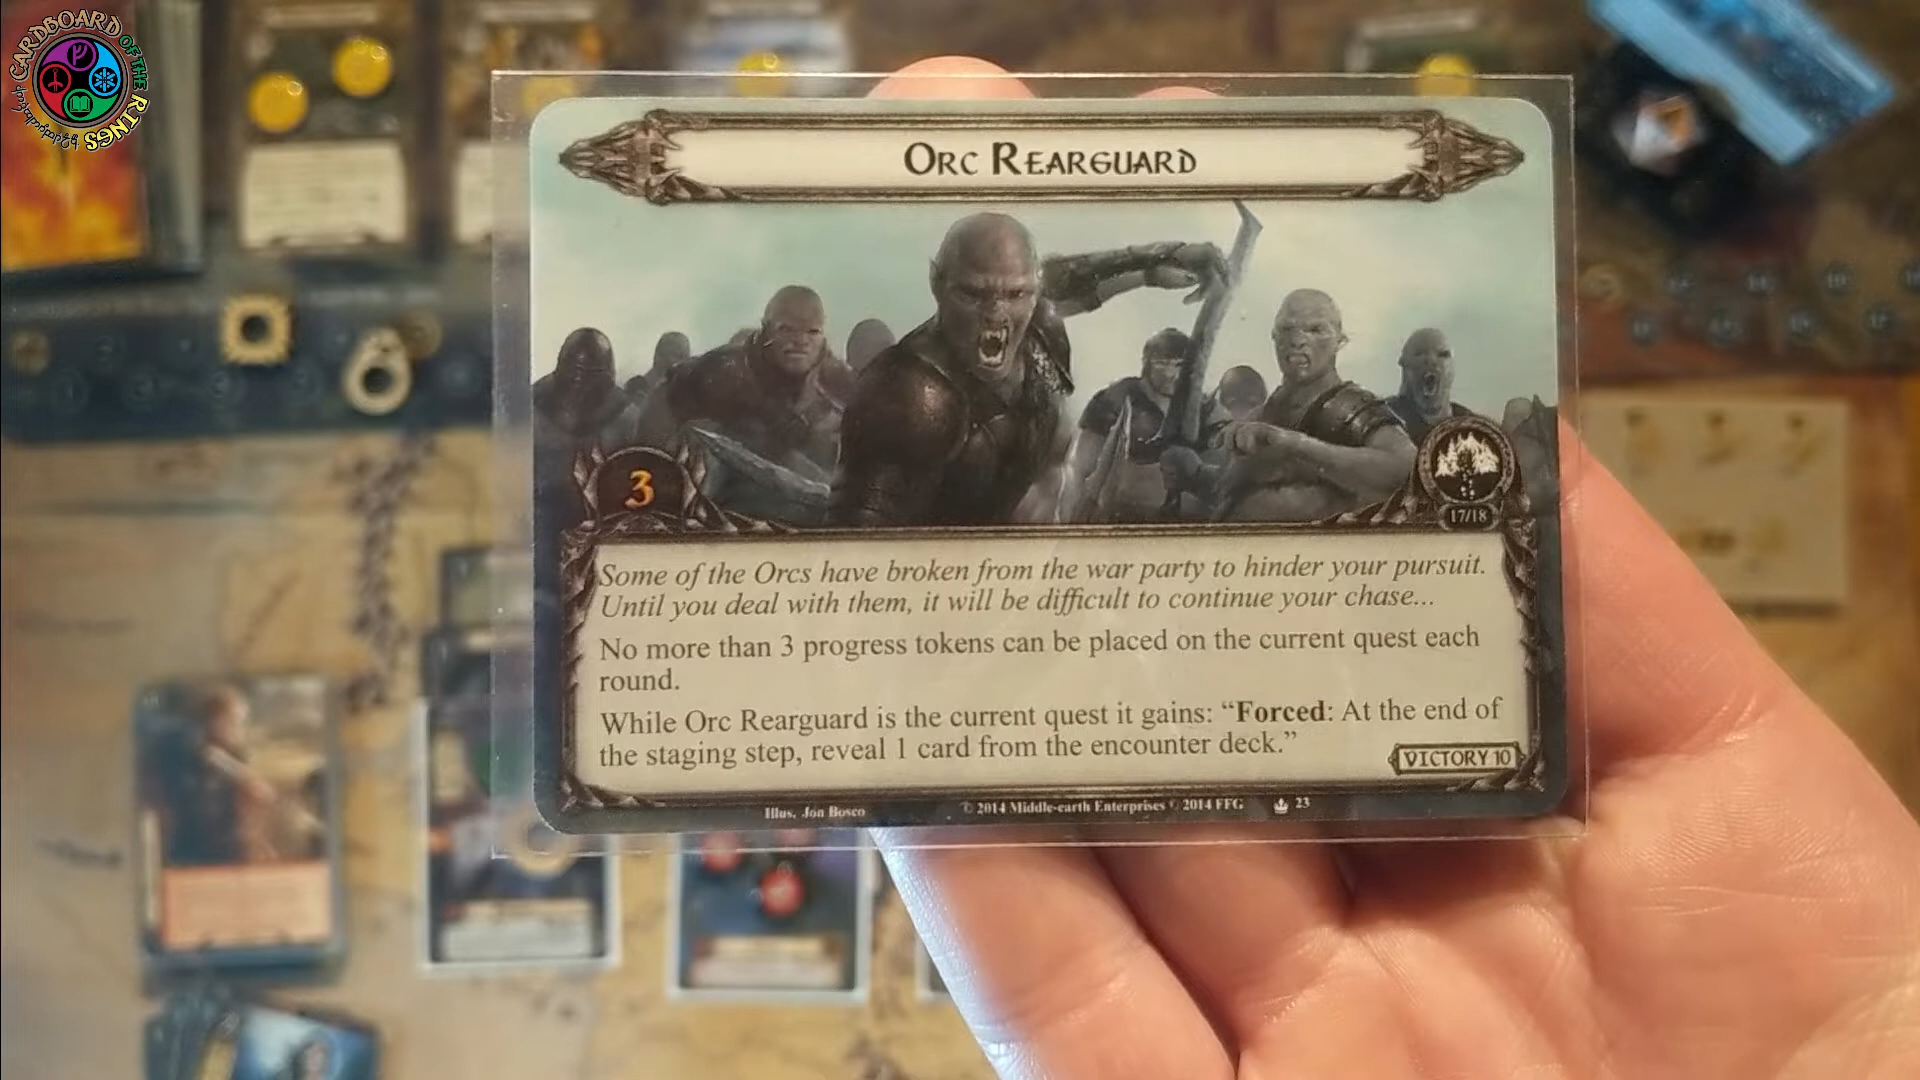 CARDBOARD OF THE RINGS
ORC REARGUARD
3
17/18
Some of the Orcs have broken from the war party to hinder your pursuit.
Until you deal with them, it will be difficult to continue your chase...
No more than 3 progress tokens can be placed on the current quest each
round.
While Orc Rearguard is the current quest it gains: “Forced: At the end of
the staging step, reveal 1 card from the encounter deck.”
VICTORY 10
Illus. Jon Bosco
© 2014 Middle-earth Enterprises © 2014 FFG
23